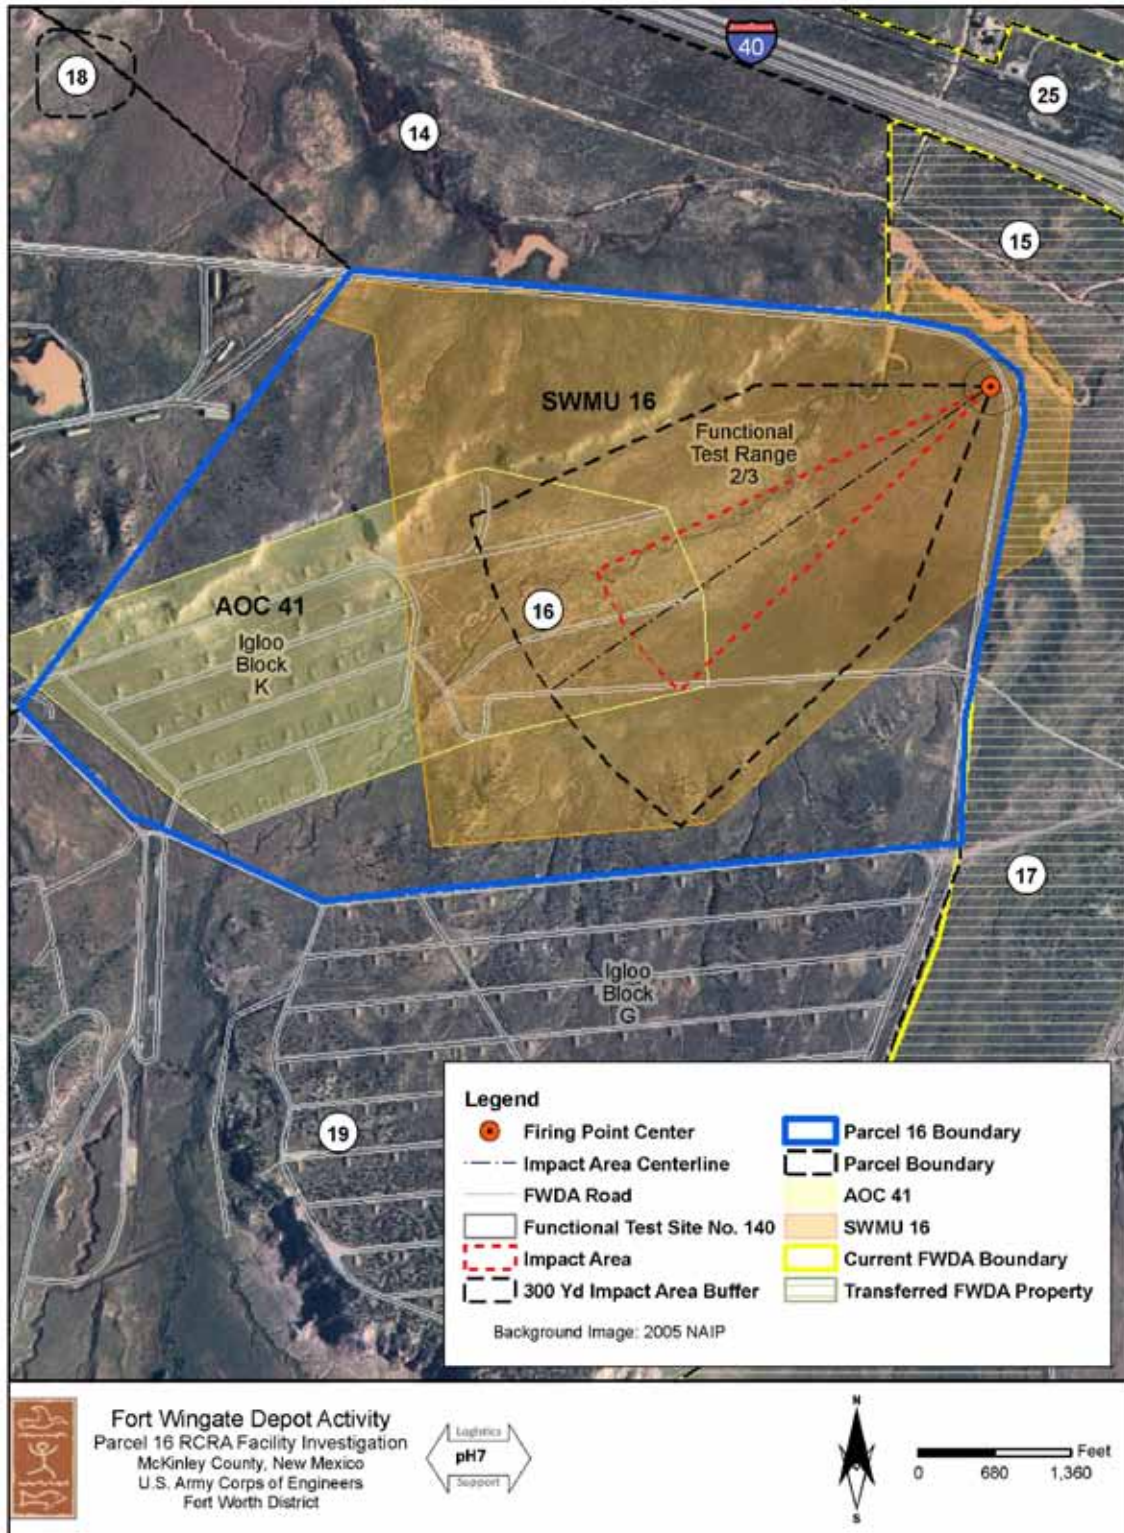 40
18
14
25
15
SWMU 16
Functional
Test Range
2/3
AOC 41
Igloo
Block
K
16
17
Igloo
Block
G
19
Legend
Firing Point Center
Impact Area Centerline
FWDA Road
Functional Test Site No. 140
Impact Area
300 Yd Impact Area Buffer
Parcel 16 Boundary
Parcel Boundary
AOC 41
SWMU 16
Current FWDA Boundary
Transferred FWDA Property
Background Image: 2005 NAIP
Fort Wingate Depot Activity
Parcel 16 RCRA Facility Investigation
McKinley County, New Mexico
U.S. Army Corps of Engineers
Fort Worth District
Logistics
pH7
Support
N
S
Feet
0 680 1,360